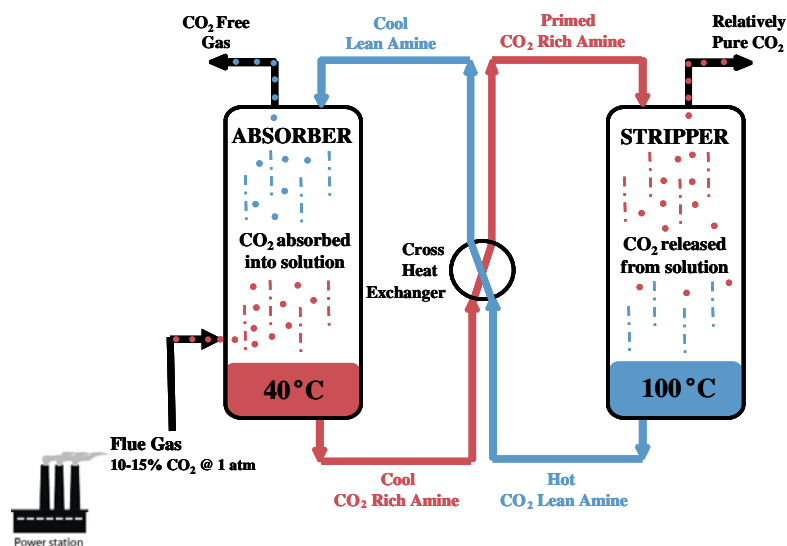 CO₂ Free
Gas
Cool
Lean Amine
Primed
CO₂ Rich Amine
Relatively
Pure CO₂
ABSORBER
STRIPPER
CO₂ absorbed
into solution
Cross
Heat
Exchanger
CO₂ released
from solution
40°C
100°C
Flue Gas
10-15% CO₂ @ 1 atm
Cool
CO₂ Rich Amine
Hot
CO₂ Lean Amine
Power station